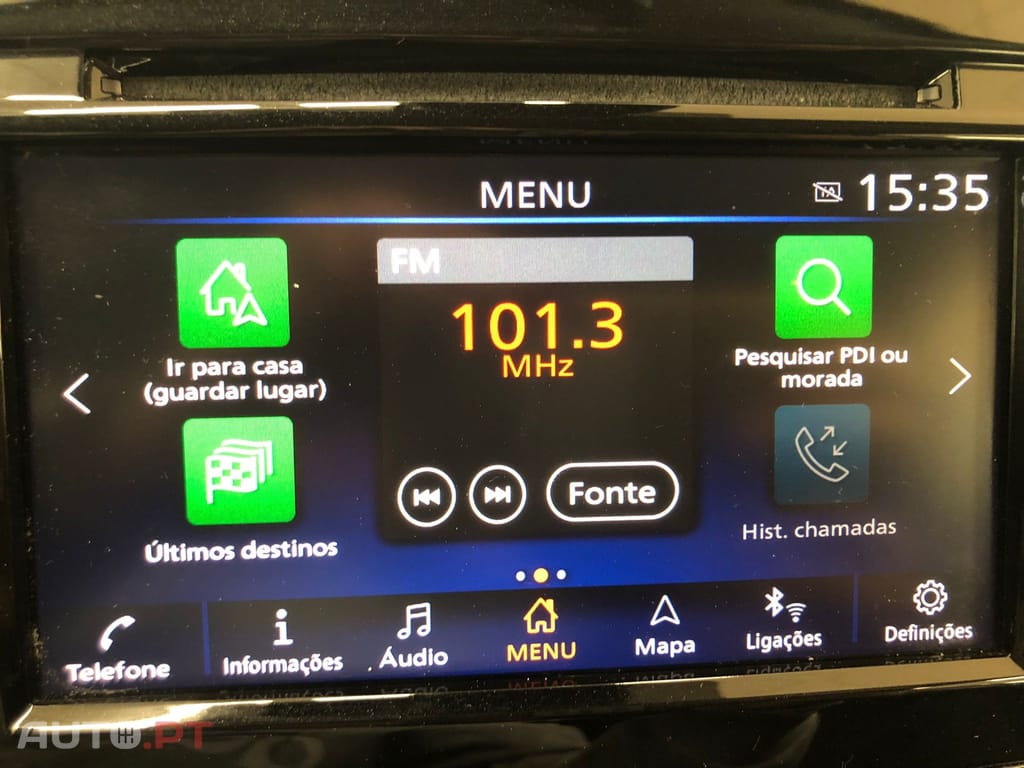 MENU
TA
15:35
FM
101.3
MHz
Ir para casa
(guardar lugar)
Pesquisar PDI ou
morada
Fonte
Últimos destinos
Hist. chamadas
Telefone
Informações
Áudio
MENU
Mapa
Ligações
Definições
AUTO.PT